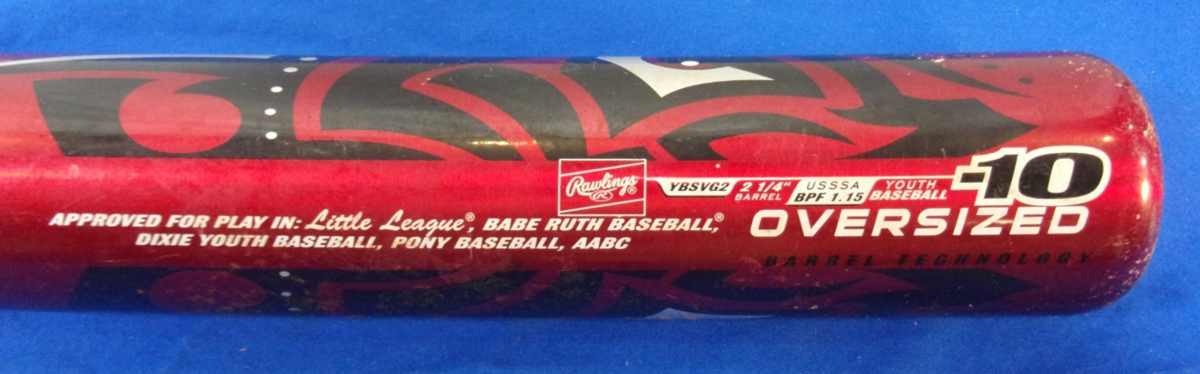 Rawlings®
R
YBSVG2 2 1/4" BARREL USSSA BPF 1.15 YOUTH BASEBALL -10
OVERSIZED
BARREL TECHNOLOGY
APPROVED FOR PLAY IN: Little League®, BABE RUTH BASEBALL,®
DIXIE YOUTH BASEBALL, PONY BASEBALL, AABC